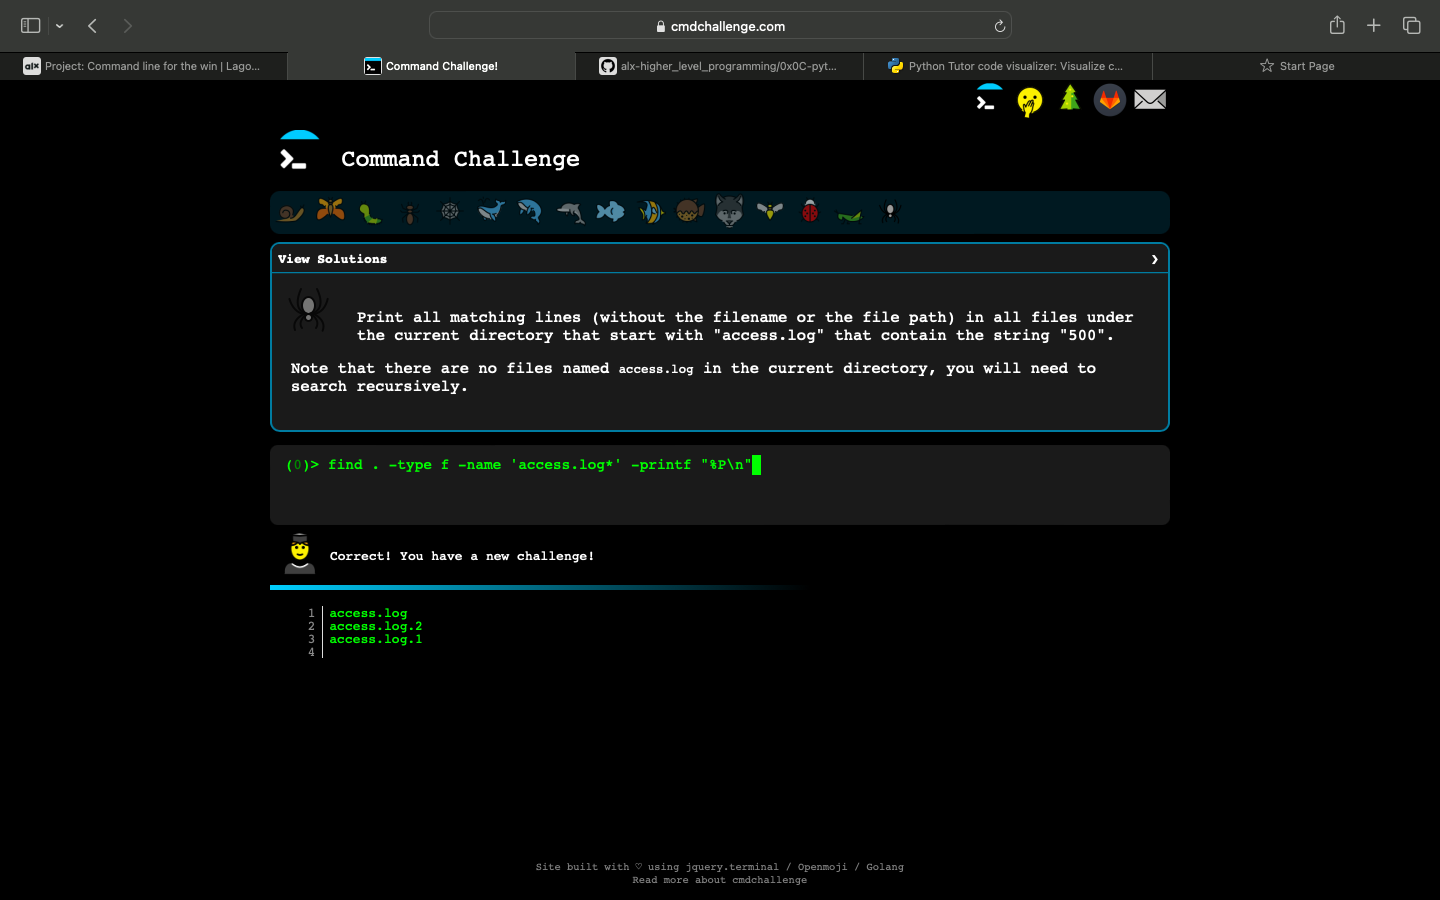 cmdchallenge.com
alx Project: Command line for the win | Lago...
Command Challenge!
alx-higher_level_programming/0x0C-pyt...
Python Tutor code visualizer: Visualize c...
Start Page
Command Challenge
View Solutions ❯
Print all matching lines (without the filename or the file path) in all files under
the current directory that start with "access.log" that contain the string "500".
Note that there are no files named access.log in the current directory, you will need to
search recursively.
(0)> find . -type f -name 'access.log*' -printf "%P\n"
Correct! You have a new challenge!
1 access.log
2 access.log.2
3 access.log.1
4
Site built with ♡ using jquery.terminal / Openmoji / Golang
Read more about cmdchallenge